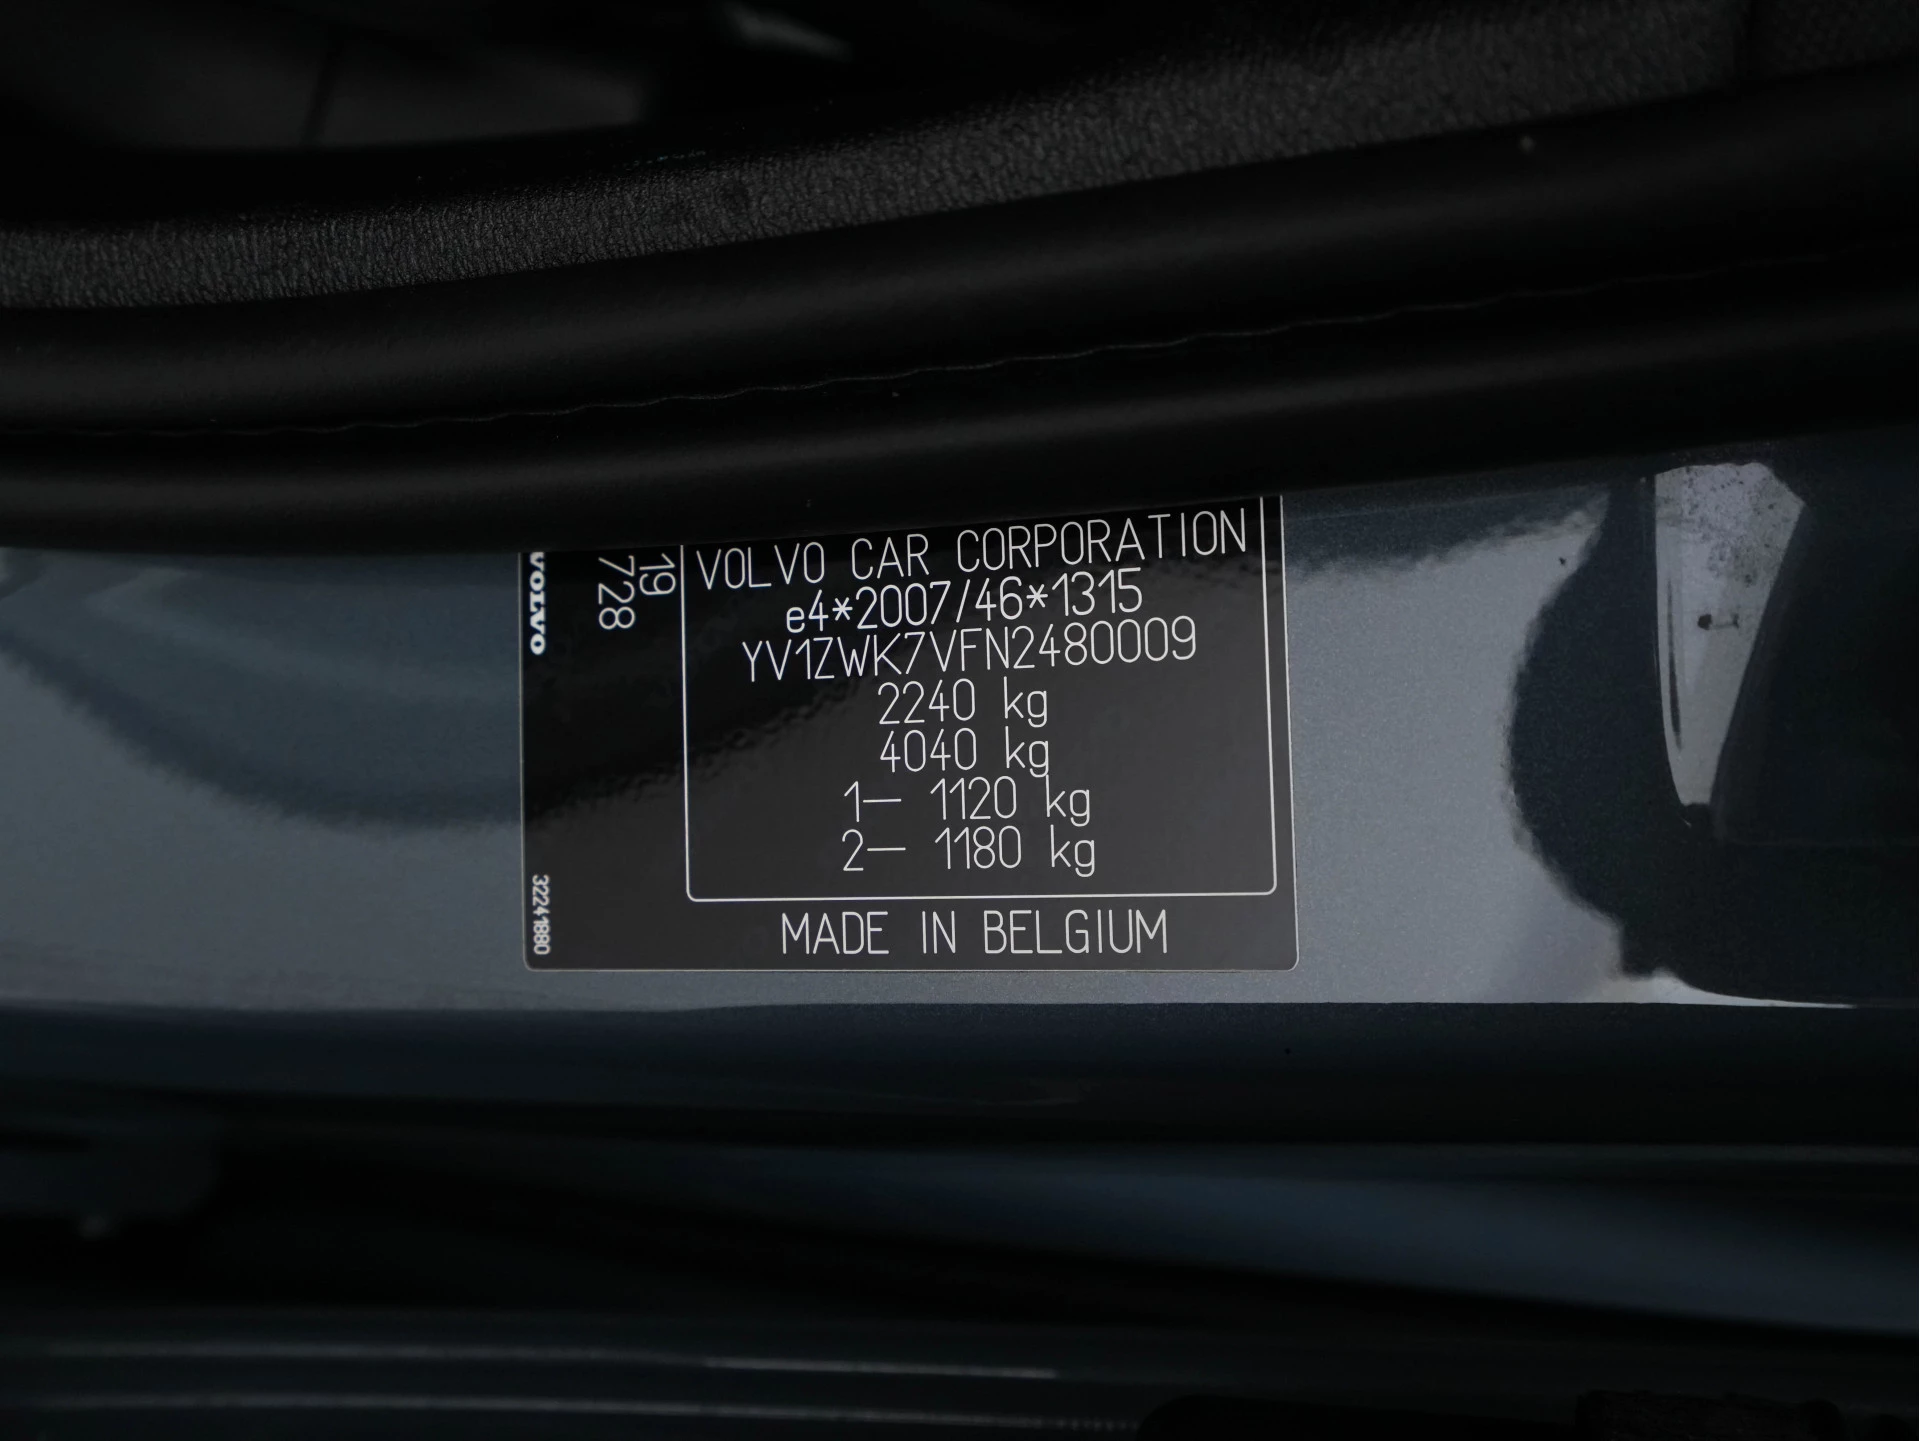 VOLVO
19
728
32241880
VOLVO CAR CORPORATION
e4*2007/46*1315
YV1ZWK7VFN2480009
2240 kg
4040 kg
1— 1120 kg
2— 1180 kg
MADE IN BELGIUM